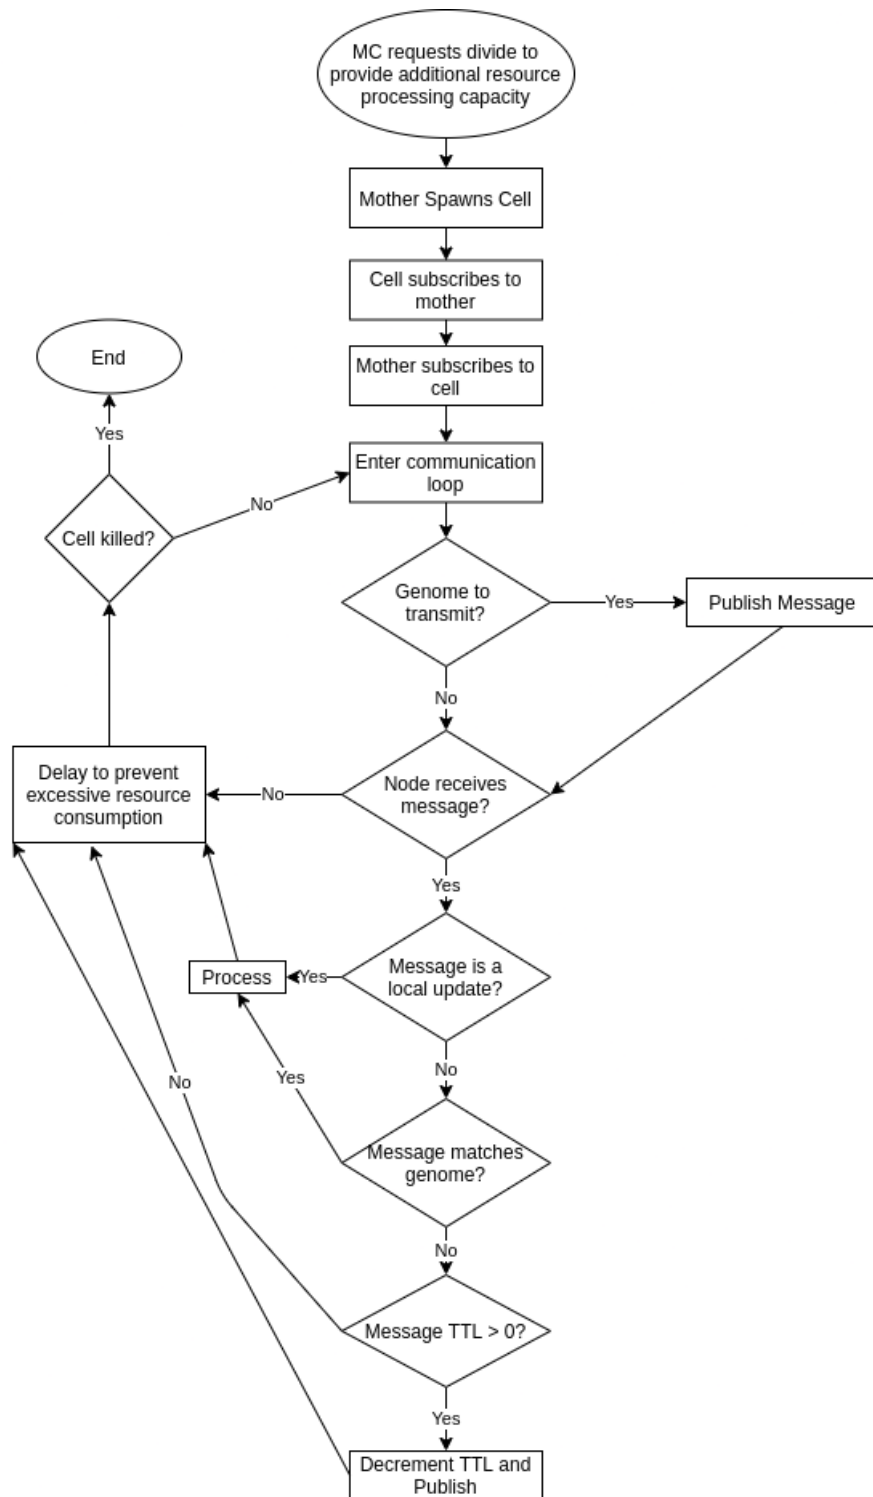 MC requests divide to
provide additional resource
processing capacity
Mother Spawns Cell
Cell subscribes to
mother
Mother subscribes to
cell
End
Yes
Enter communication
loop
No
Cell killed?
Genome to
transmit?
Yes
Publish Message
No
Delay to prevent
excessive resource
consumption
No
Node receives
message?
Yes
Process
Yes
Message is a
local update?
No
No
Yes
Message matches
genome?
No
Message TTL > 0?
Yes
Decrement TTL and
Publish